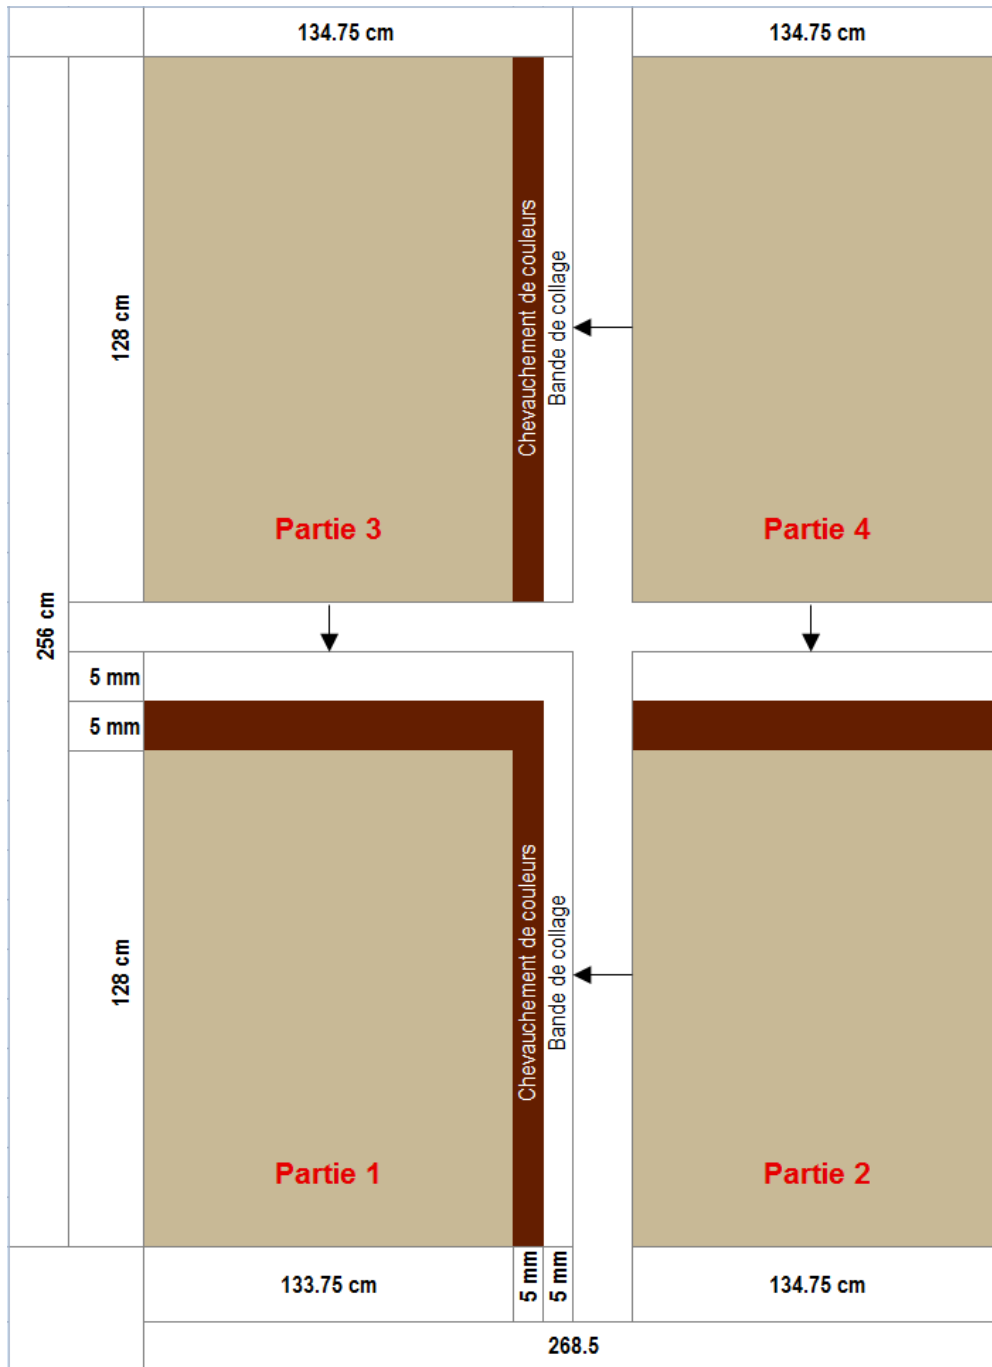 134.75 cm
134.75 cm
128 cm
Chevauchement de couleurs
Bande de collage
Partie 3
Partie 4
256 cm
5 mm
5 mm
128 cm
Chevauchement de couleurs
Bande de collage
Partie 1
Partie 2
133.75 cm
5 mm
5 mm
134.75 cm
268.5